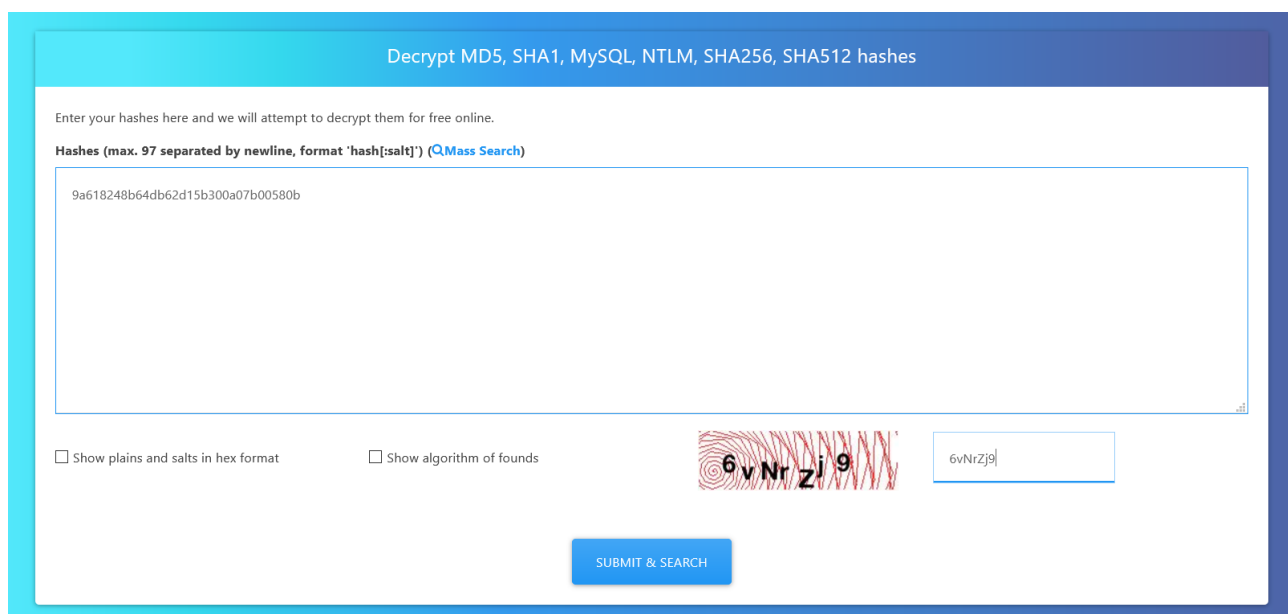 Decrypt MD5, SHA1, MySQL, NTLM, SHA256, SHA512 hashes
Enter your hashes here and we will attempt to decrypt them for free online.
Hashes (max. 97 separated by newline, format 'hash[:salt]') (Mass Search)
9a618248b64db62d15b300a07b00580b
Show plains and salts in hex format
Show algorithm of founds
6vNrZj9
6vNrZj9
SUBMIT & SEARCH